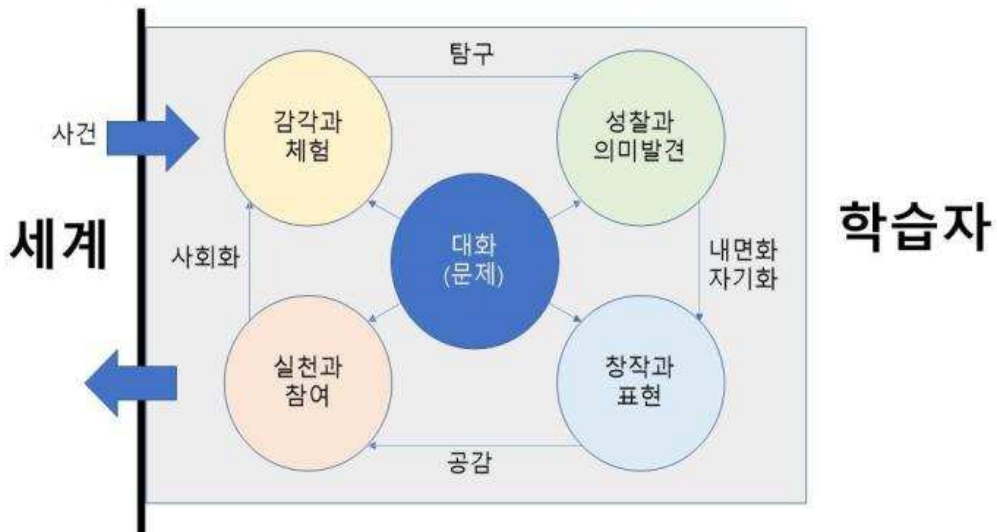 탐구
사건
감각과
체험
성찰과
의미발견
세계
학습자
사회화
대화
(문제)
내면화
자기화
실천과
참여
창작과
표현
공감